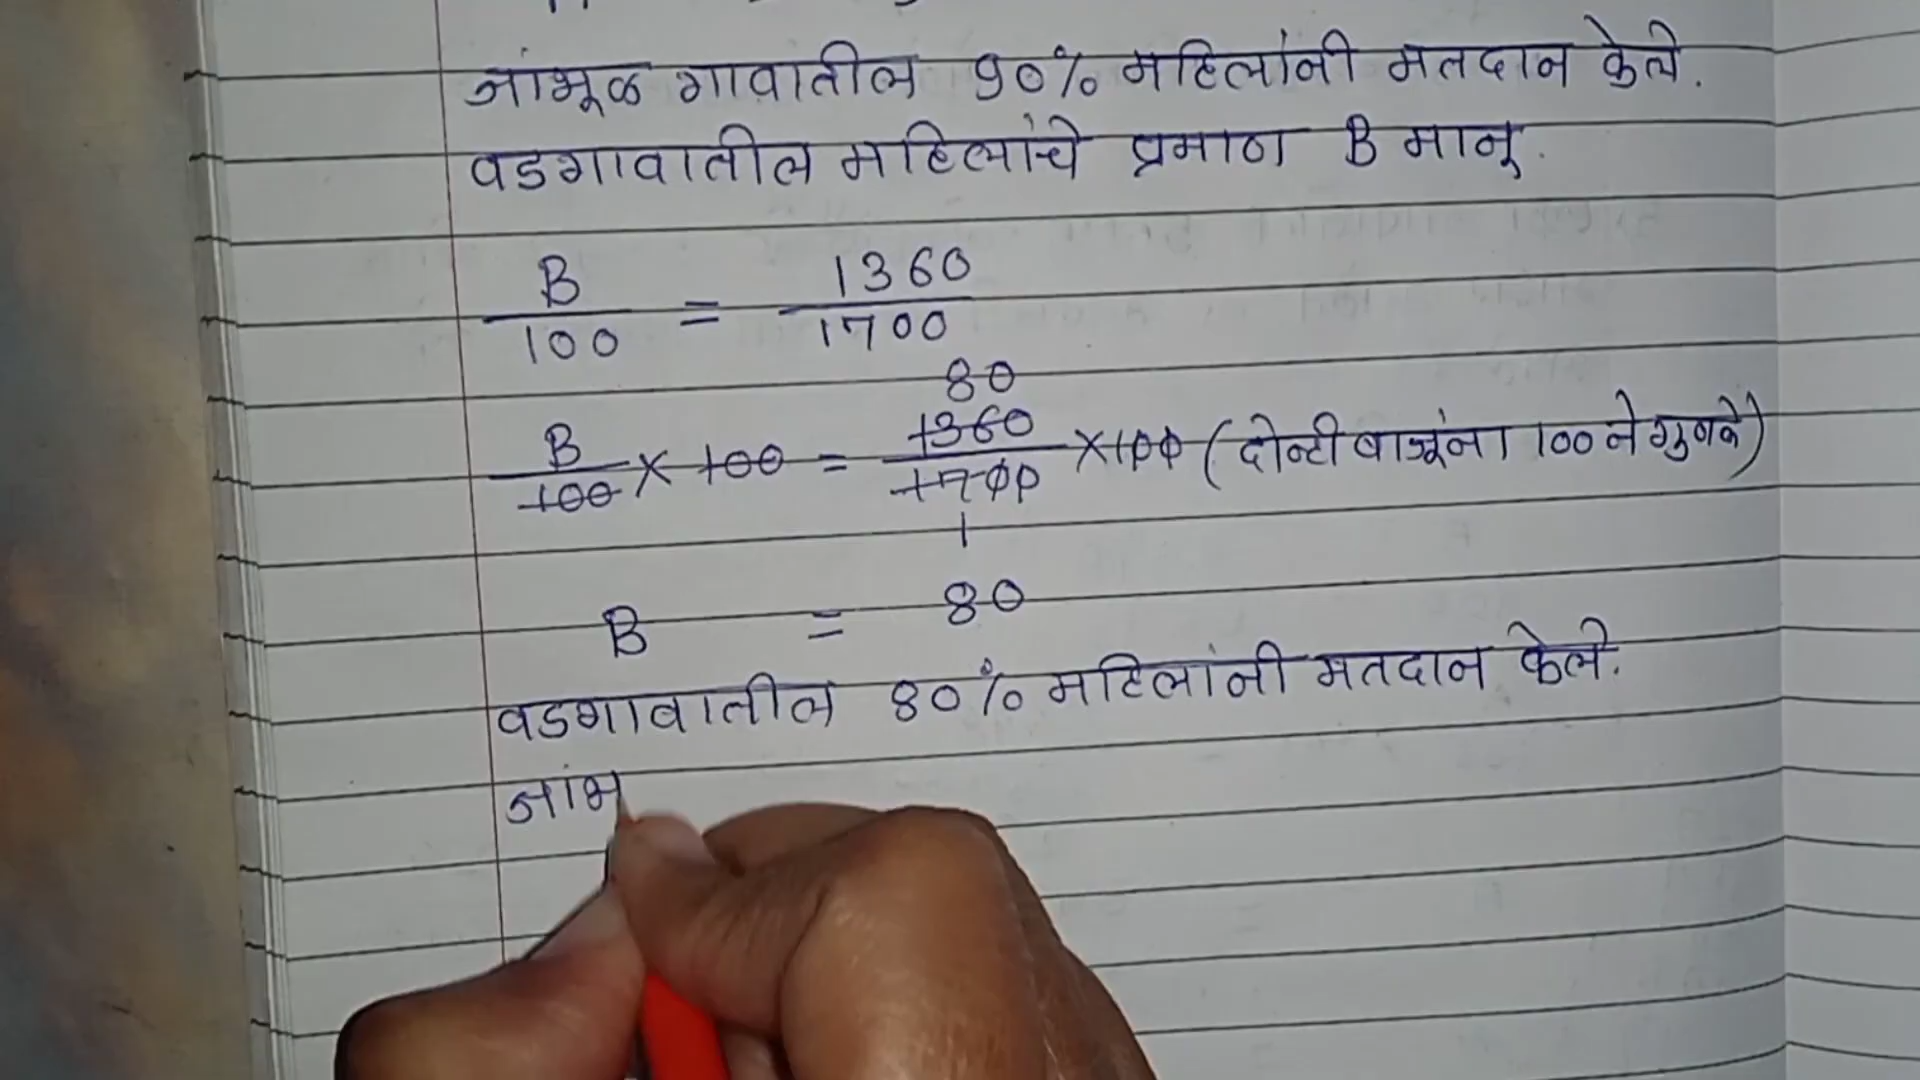 जांभूळ गावातील 90% महिलांनी मतदान केले.
वडगावातील महिलांचे प्रमाण B मानू.
B/100 = 1360/1700
80
B/100 × 100 = 1360/1700 × 100 (दोन्ही बाजूंना 100 ने गुणले)
1
B = 80
वडगावातील 80% महिलांनी मतदान केले.
जांभ